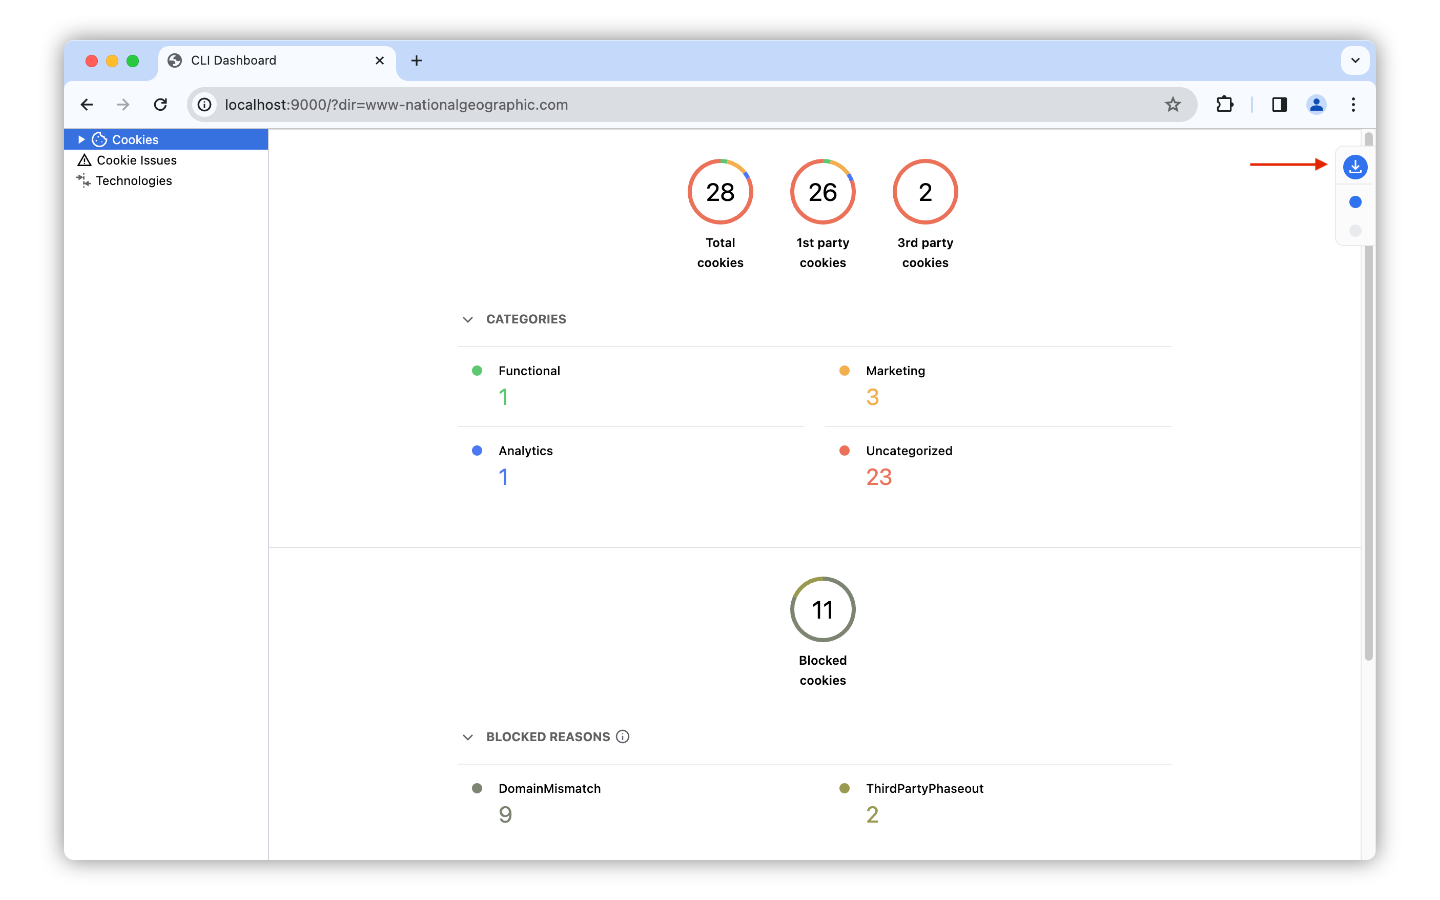 CLI Dashboard
localhost:9000/?dir=www-nationalgeographic.com
Cookies
Cookie Issues
Technologies
28
Total
cookies
26
1st party
cookies
2
3rd party
cookies
CATEGORIES
Functional
1
Marketing
3
Analytics
1
Uncategorized
23
11
Blocked
cookies
BLOCKED REASONS
DomainMismatch
9
ThirdPartyPhaseout
2